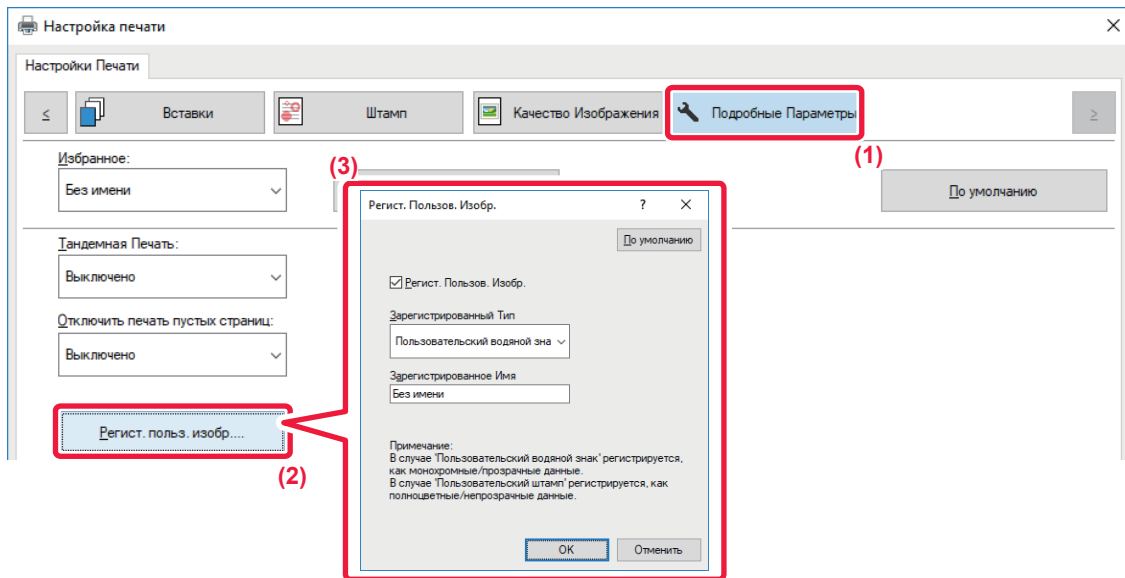 Настройка печати
Настройки Печати
<
Вставки
Штамп
Качество Изображения
Подробные Параметры
>
(1)
Избранное:
Без имени
(3)
По умолчанию
Регист. Пользов. Изобр.
?
По умолчанию
Тандемная Печать:
Выключено
Регист. Пользов. Изобр.
Отключить печать пустых страниц:
Выключено
Зарегистрированный Тип
Пользовательский водяной зна
Зарегистрированное Имя
Без имени
Регист. польз. изобр....
(2)
Примечание:
В случае 'Пользовательский водяной знак' регистрируется,
как монохромные/прозрачные данные.
В случае 'Пользовательский штамп' регистрируется, как
полноцветные/непрозрачные данные.
OK
Отменить